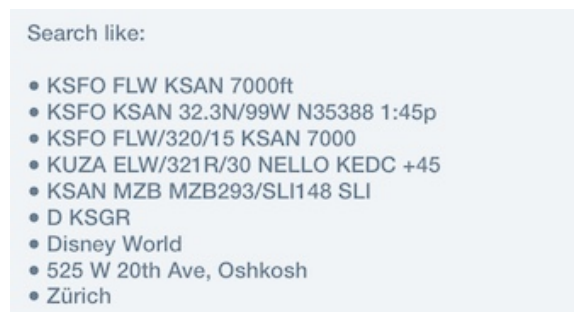 Search like:
• KSFO FLW KSAN 7000ft
• KSFO KSAN 32.3N/99W N35388 1:45p
• KSFO FLW/320/15 KSAN 7000
• KUZA ELW/321R/30 NELLO KEDC +45
• KSAN MZB MZB293/SLI148 SLI
• D KSGR
• Disney World
• 525 W 20th Ave, Oshkosh
• Zürich